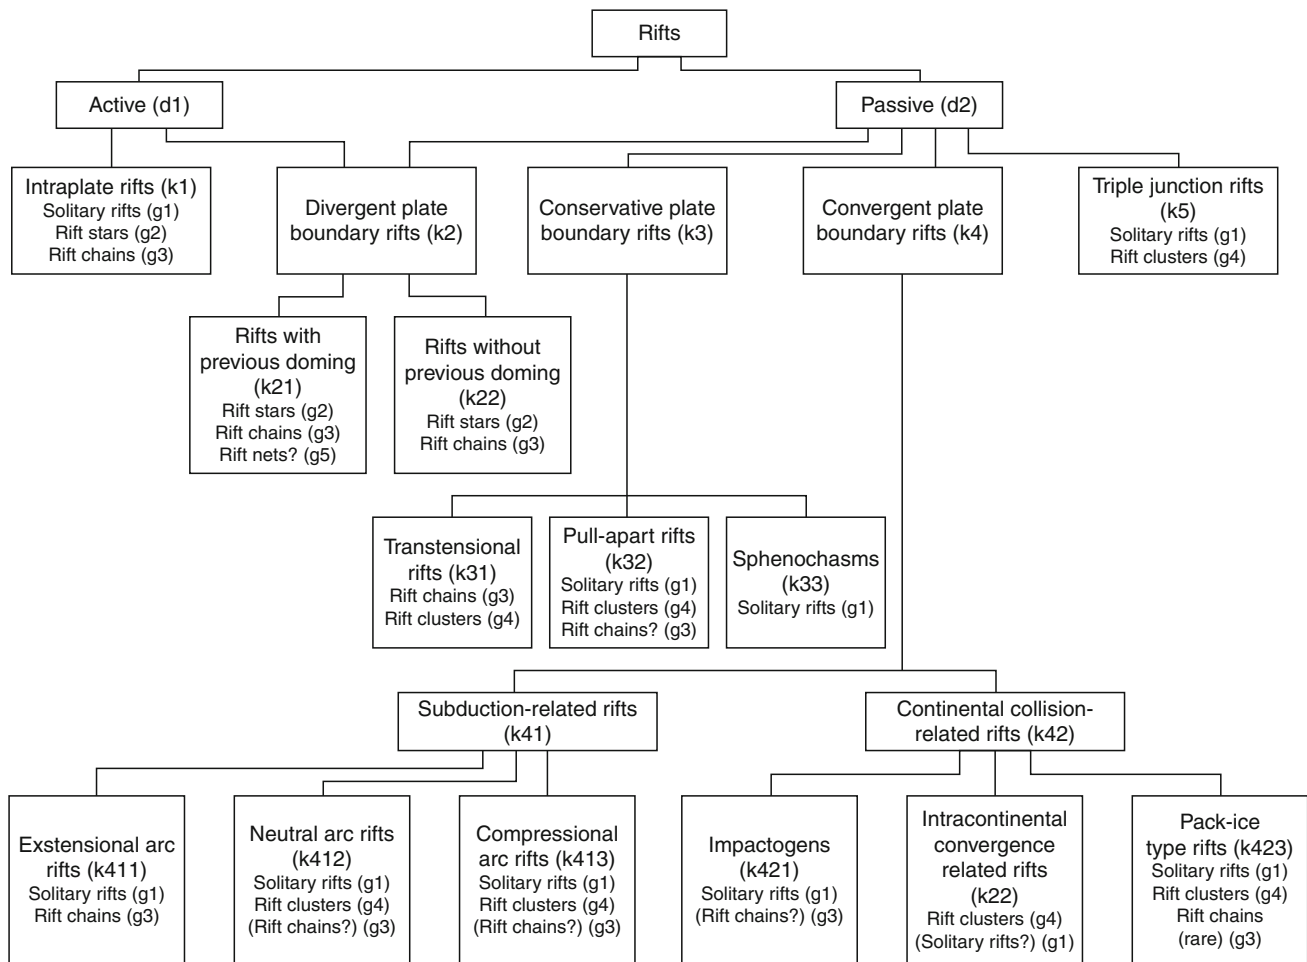 Rifts
Active (d1)
Passive (d2)
Intraplate rifts (k1)
Solitary rifts (g1)
Rift stars (g2)
Rift chains (g3)
Divergent plate
boundary rifts (k2)
Conservative plate
boundary rifts (k3)
Convergent plate
boundary rifts (k4)
Triple junction rifts
(k5)
Solitary rifts (g1)
Rift clusters (g4)
Rifts with
previous doming
(k21)
Rift stars (g2)
Rift chains (g3)
Rift nets? (g5)
Rifts without
previous doming
(k22)
Rift stars (g2)
Rift chains (g3)
Transtensional
rifts (k31)
Rift chains (g3)
Rift clusters (g4)
Pull-apart rifts
(k32)
Solitary rifts (g1)
Rift clusters (g4)
Rift chains? (g3)
Sphenochasms
(k33)
Solitary rifts (g1)
Subduction-related rifts
(k41)
Continental collision-
related rifts (k42)
Exstensional arc
rifts (k411)
Solitary rifts (g1)
Rift chains (g3)
Neutral arc rifts
(k412)
Solitary rifts (g1)
Rift clusters (g4)
(Rift chains?) (g3)
Compressional
arc rifts (k413)
Solitary rifts (g1)
Rift clusters (g4)
(Rift chains?) (g3)
Impactogens
(k421)
Solitary rifts (g1)
(Rift chains?) (g3)
Intracontinental
convergence
related rifts
(k22)
Rift clusters (g4)
(Solitary rifts?) (g1)
Pack-ice
type rifts (k423)
Solitary rifts (g1)
Rift clusters (g4)
Rift chains
(rare) (g3)